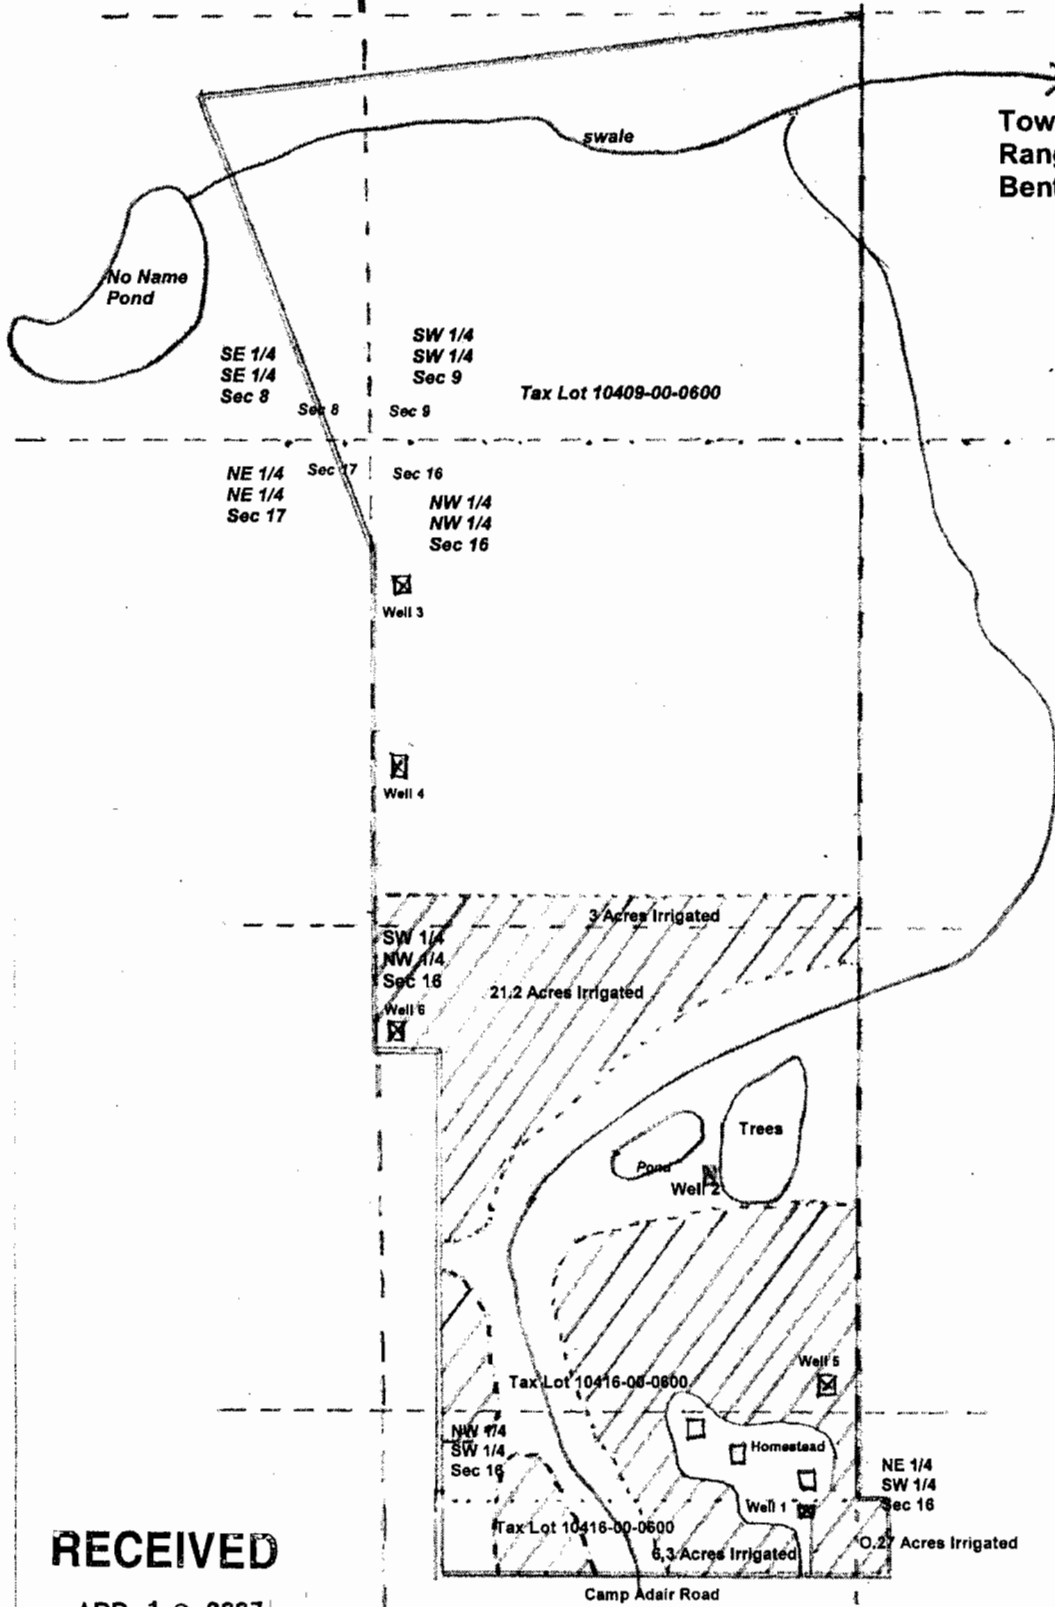 swale
Tow
Rang
Bent
No Name
Pond
SE 1/4
SE 1/4
Sec 8
SW 1/4
SW 1/4
Sec 9
Tax Lot 10409-00-0600
Sec 8
Sec 9
Sec 17
Sec 16
NE 1/4
NE 1/4
Sec 17
NW 1/4
NW 1/4
Sec 16
Well 3
Well 4
3 Acres Irrigated
SW 1/4
NW 1/4
Sec 16
21.2 Acres Irrigated
Well 6
Trees
Pond
Well 2
Well 5
Tax Lot 10416-00-0600
NW 1/4
SW 1/4
Sec 16
Homestead
NE 1/4
SW 1/4
Sec 16
Well 1
Tax Lot 10416-00-0600
6.3 Acres Irrigated
0.27 Acres Irrigated
Camp Adair Road
RECEIVED